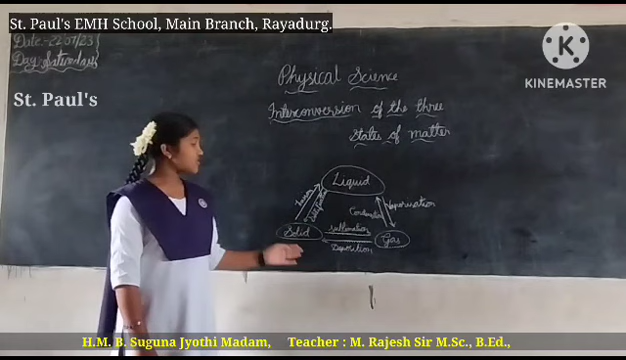 St. Paul's EMH School, Main Branch, Rayadurg.
Date:-22/07/23
Day: Saturday
St. Paul's
KINEMASTER
Physical Science
Interconversion of the three
States of matter
Liquid
Fusion
Vaporisation
Solid
Sublimation
Gas
Deposition
H.M. B. Suguna Jyothi Madam, Teacher : M. Rajesh Sir M.Sc., B.Ed.,